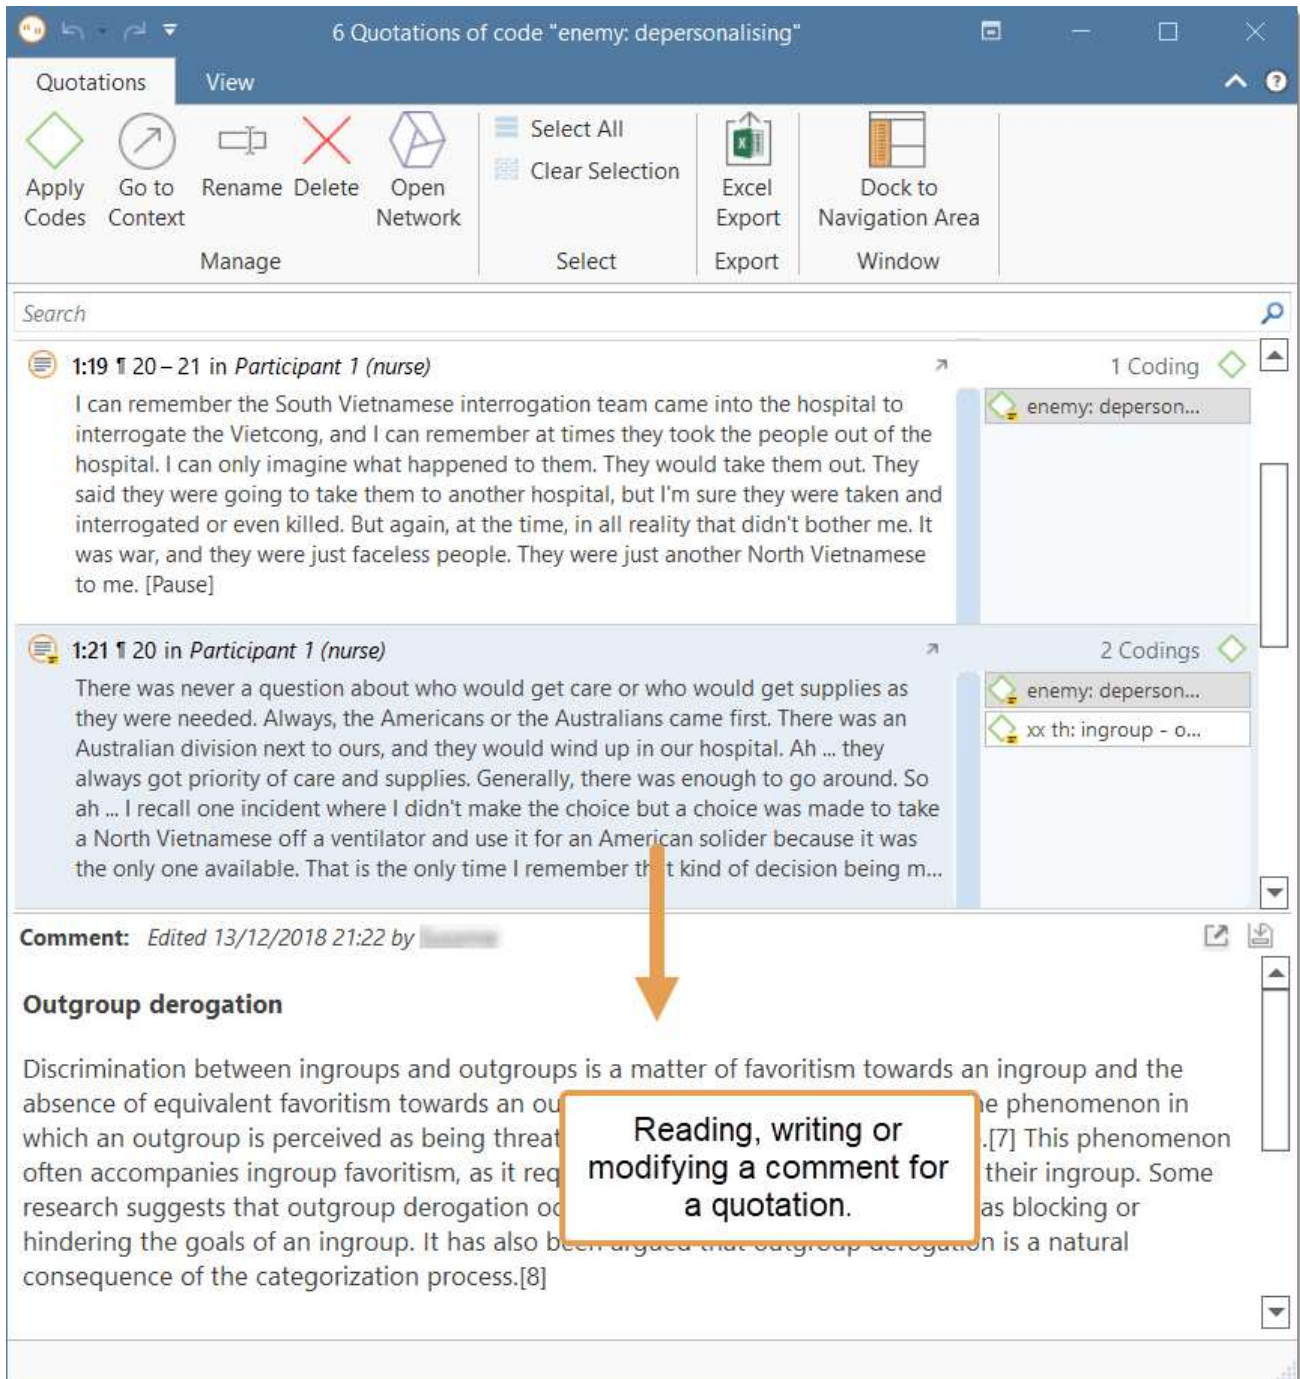 6 Quotations of code "enemy: depersonalising"
Quotations View
Apply Codes
Go to Context
Rename
Delete
Open Network
Manage
Select All
Clear Selection
Select
Excel Export
Export
Dock to Navigation Area
Window
Search
1:19 ¶ 20 – 21 in Participant 1 (nurse)
1 Coding
I can remember the South Vietnamese interrogation team came into the hospital to
interrogate the Vietcong, and I can remember at times they took the people out of the
hospital. I can only imagine what happened to them. They would take them out. They
said they were going to take them to another hospital, but I'm sure they were taken and
interrogated or even killed. But again, at the time, in all reality that didn't bother me. It
was war, and they were just faceless people. They were just another North Vietnamese
to me. [Pause]
enemy: deperson...
1:21 ¶ 20 in Participant 1 (nurse)
2 Codings
There was never a question about who would get care or who would get supplies as
they were needed. Always, the Americans or the Australians came first. There was an
Australian division next to ours, and they would wind up in our hospital. Ah ... they
always got priority of care and supplies. Generally, there was enough to go around. So
ah ... I recall one incident where I didn't make the choice but a choice was made to take
a North Vietnamese off a ventilator and use it for an American solider because it was
the only one available. That is the only time I remember that kind of decision being m...
enemy: deperson...
xx th: ingroup - o...
Comment: Edited 13/12/2018 21:22 by
Outgroup derogation
Discrimination between ingroups and outgroups is a matter of favoritism towards an ingroup and the
absence of equivalent favoritism towards an ou e phenomenon in
which an outgroup is perceived as being threat .[7] This phenomenon
often accompanies ingroup favoritism, as it req their ingroup. Some
research suggests that outgroup derogation oc as blocking or
hindering the goals of an ingroup. It has also been argued that outgroup derogation is a natural
consequence of the categorization process.[8]
Reading, writing or
modifying a comment for
a quotation.